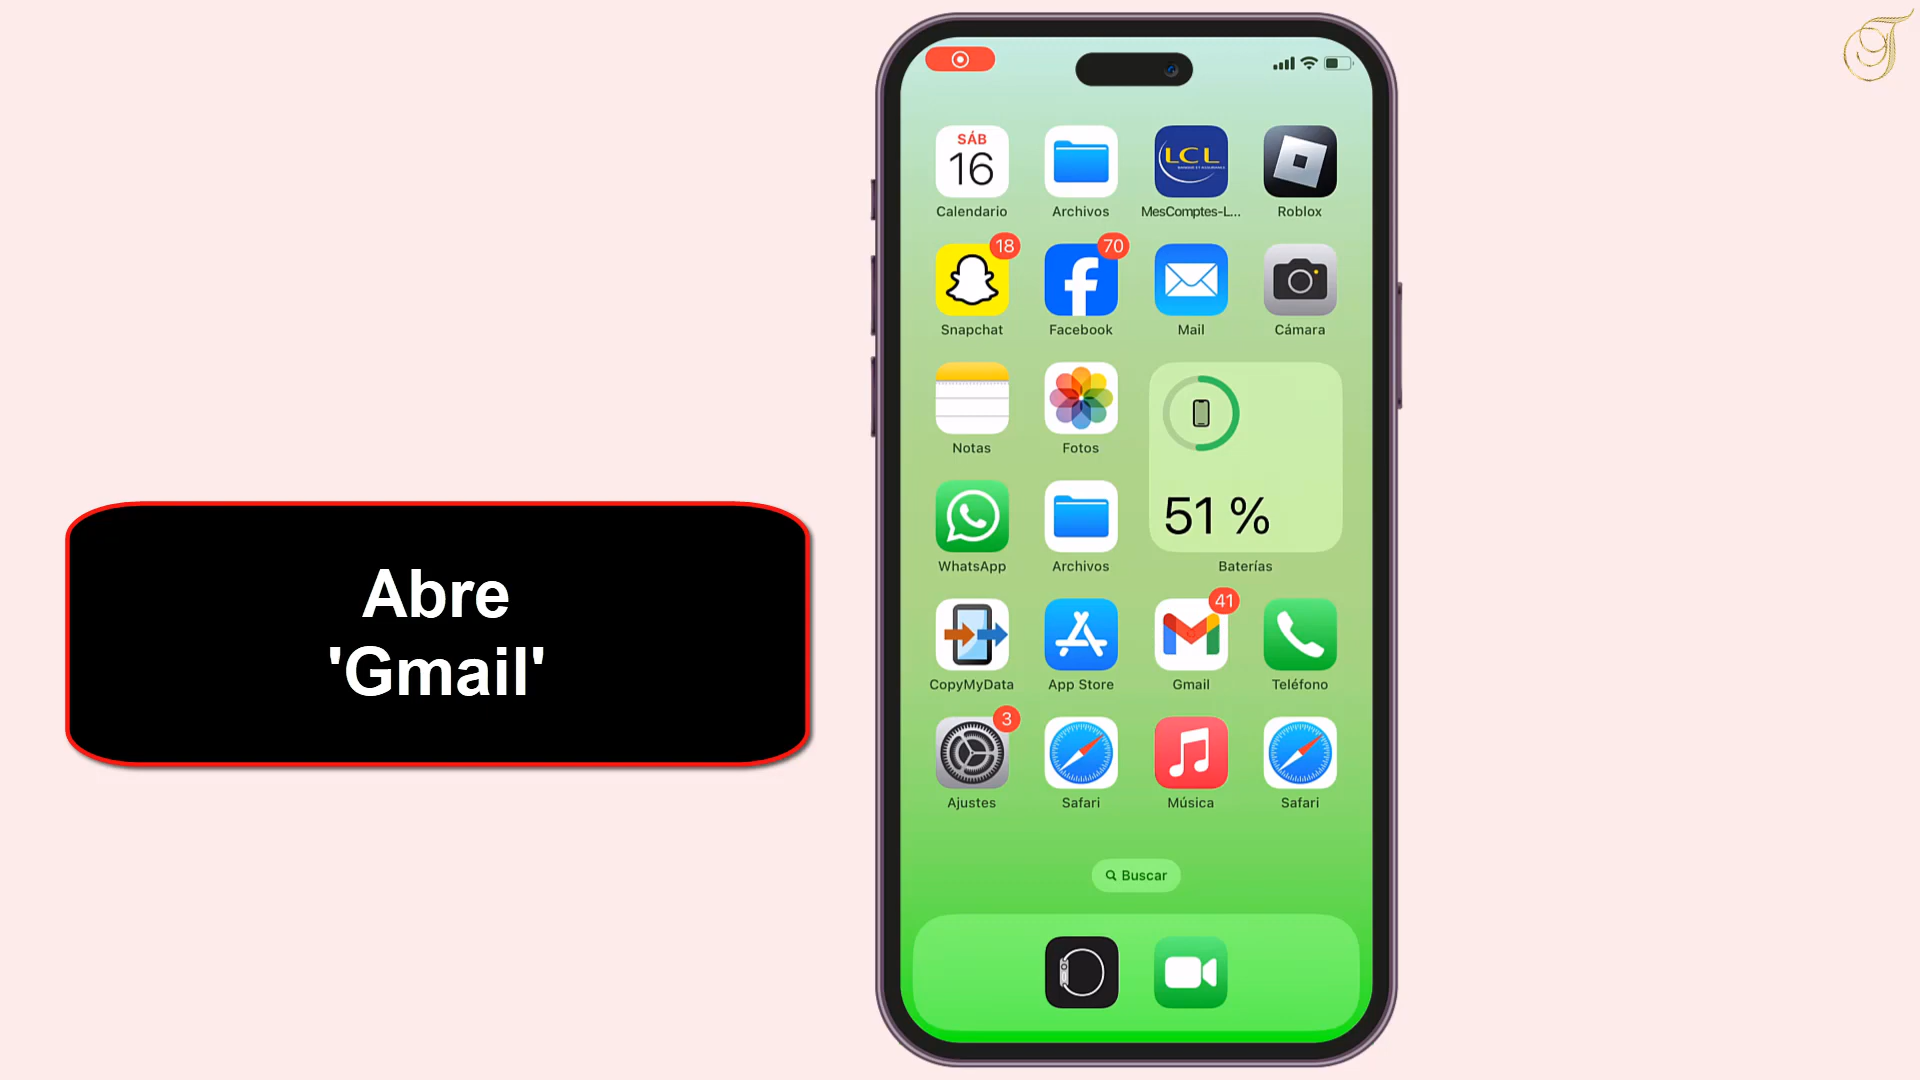 SÁB
16
LCL
Calendario
Archivos
MesComptes-L...
Roblox
18
70
Snapchat
Facebook
Mail
Cámara
Notas
Fotos
51 %
WhatsApp
Archivos
Baterías
Abre
'Gmail'
41
CopyMyData
App Store
Gmail
Teléfono
3
Ajustes
Safari
Música
Safari
Buscar